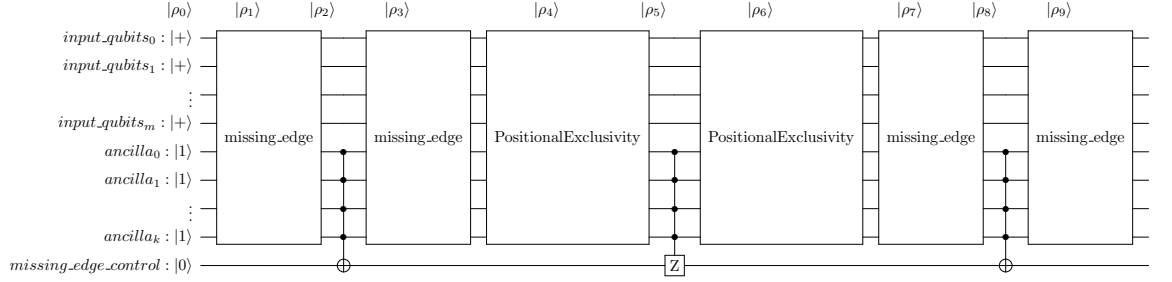 |ρ₀⟩ |ρ₁⟩ |ρ₂⟩ |ρ₃⟩ |ρ₄⟩ |ρ₅⟩ |ρ₆⟩ |ρ₇⟩ |ρ₈⟩ |ρ₉⟩
input_qubits₀ : |+⟩
input_qubits₁ : |+⟩
⋮
input_qubitsₘ : |+⟩
missing_edge missing_edge PositionalExclusivity PositionalExclusivity missing_edge missing_edge
ancilla₀ : |1⟩
ancilla₁ : |1⟩
⋮
ancillaₖ : |1⟩
missing_edge_control : |0⟩ Z